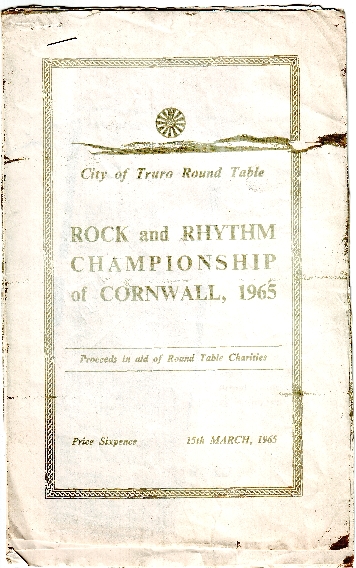 City of Truro Round Table
ROCK and RHYTHM
CHAMPIONSHIP
of CORNWALL, 1965
Proceeds in aid of Round Table Charities
Price Sixpence 15th MARCH, 1965